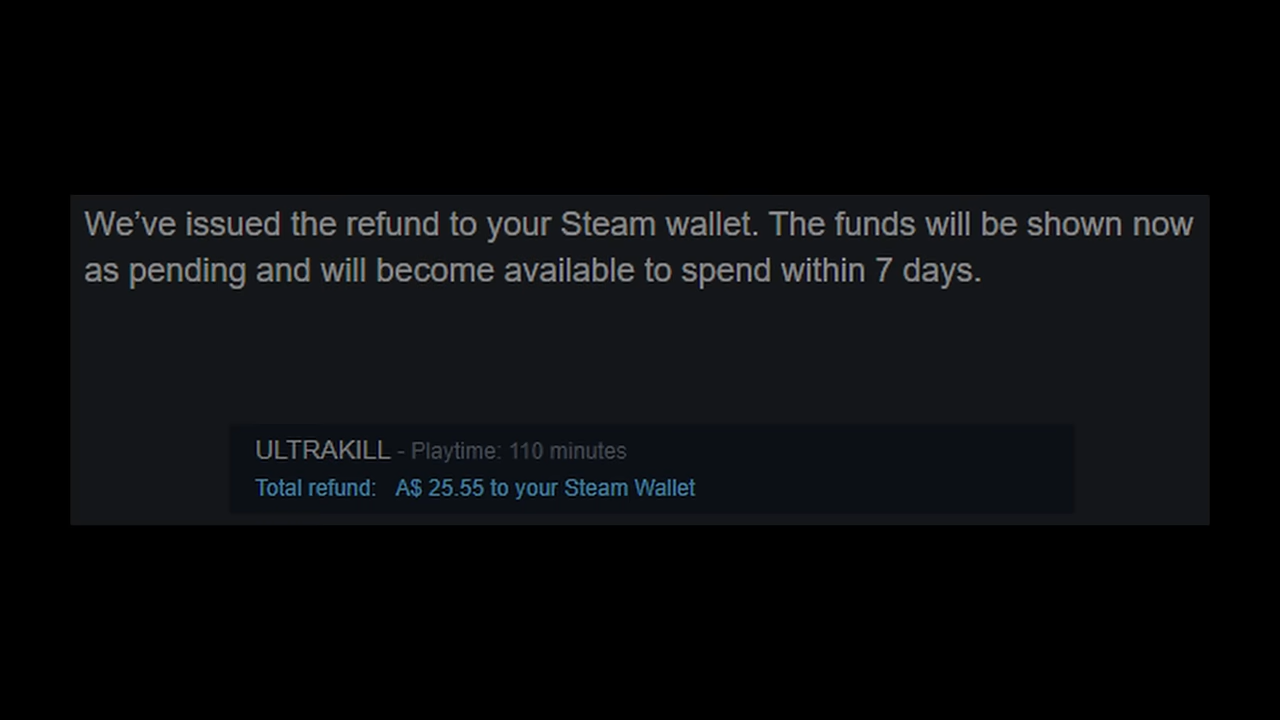 We’ve issued the refund to your Steam wallet. The funds will be shown now
as pending and will become available to spend within 7 days.
ULTRAKILL - Playtime: 110 minutes
Total refund: A$ 25.55 to your Steam Wallet